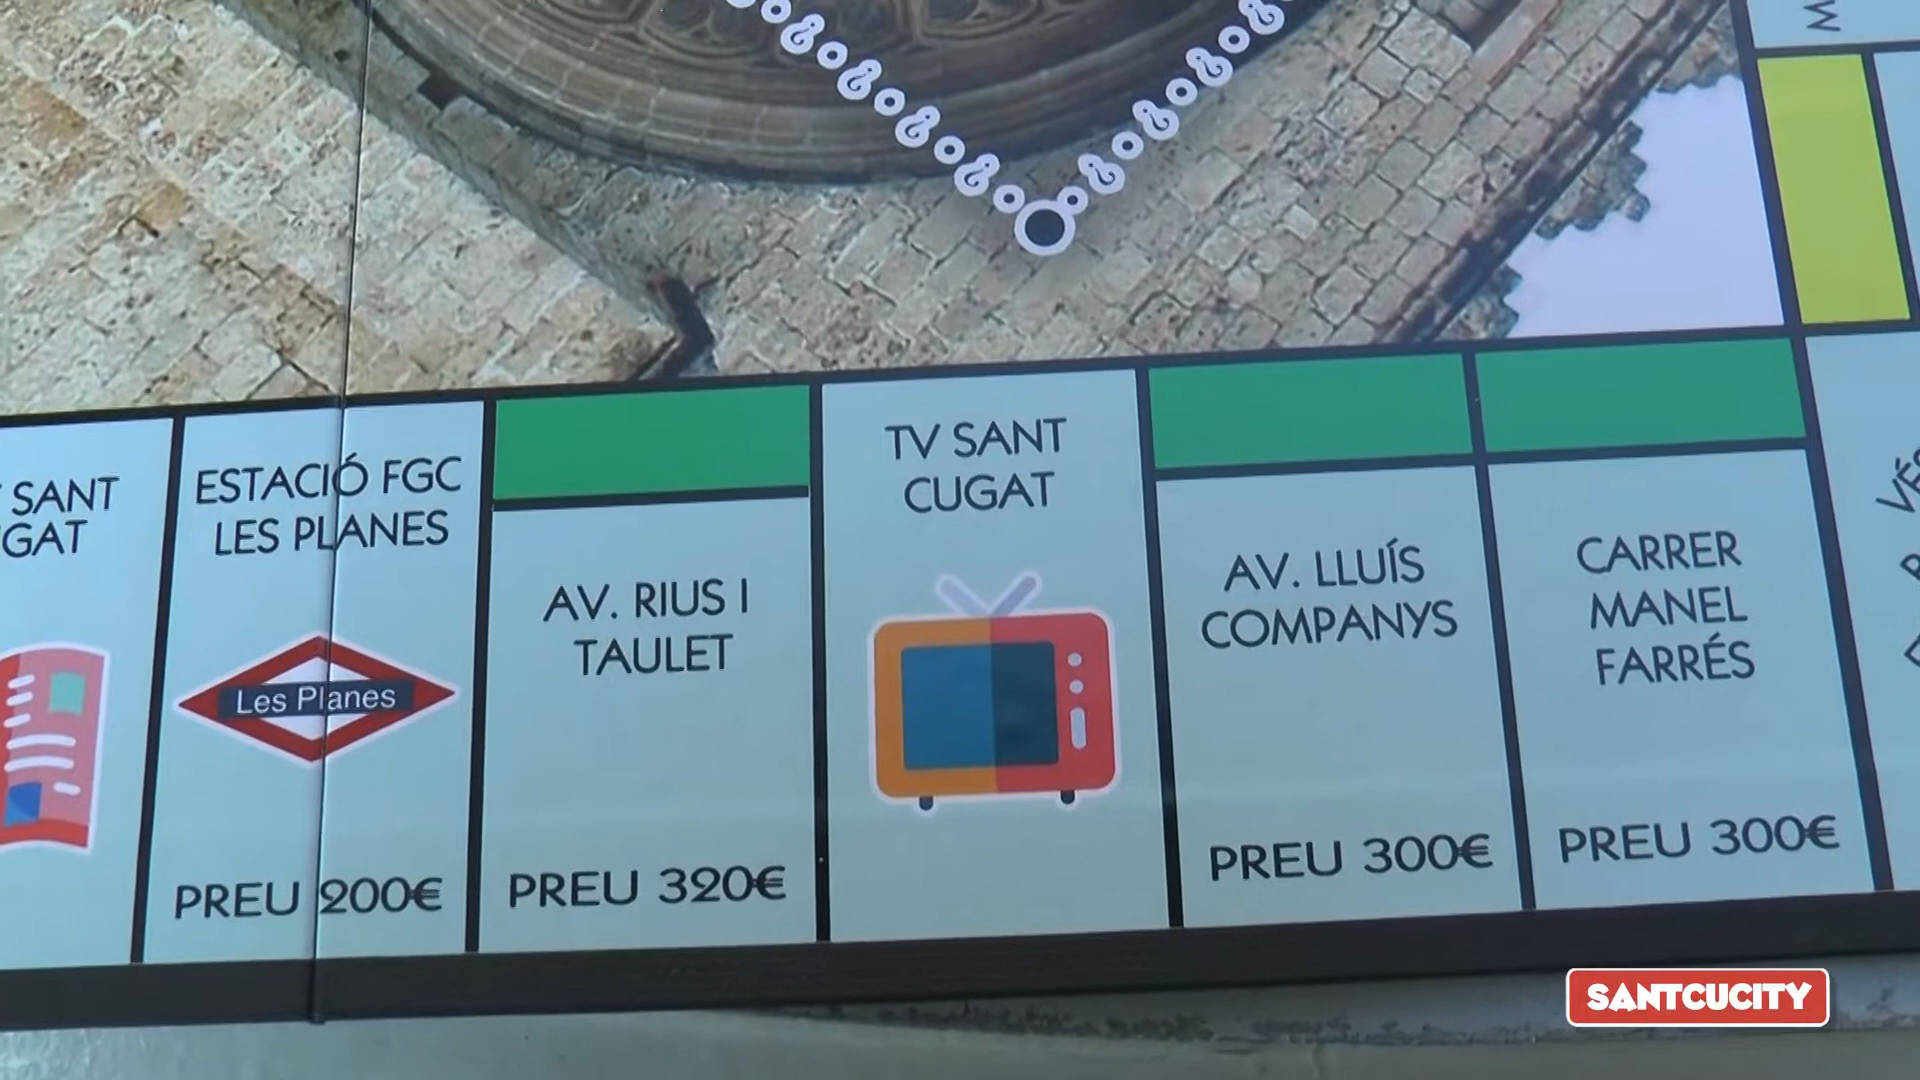 SANT
ESTACIÓ FGC
LES PLANES
Les Planes
PREU 200€
AV. RIUS I
TAULET
PREU 320€
TV SANT
CUGAT
AV. LLUÍS
COMPANYS
PREU 300€
CARRER
MANEL
FARRÉS
PREU 300€
SANTCUCITY